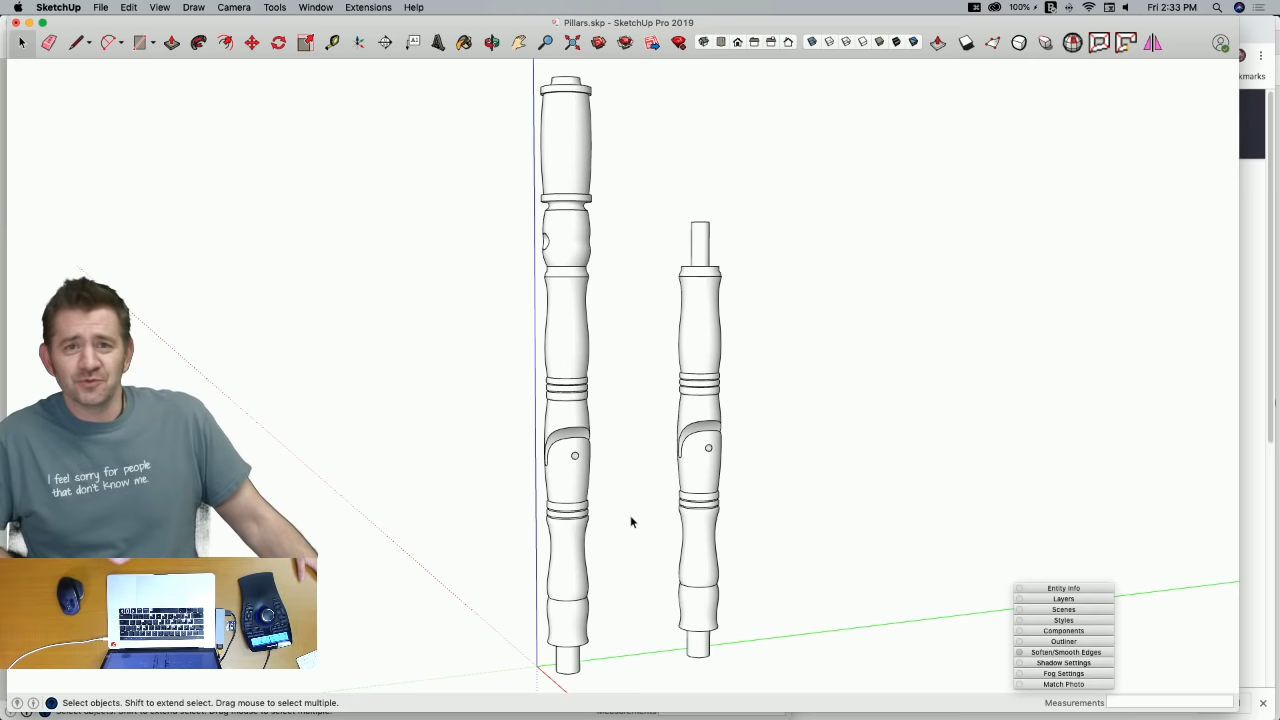 SketchUp File Edit View Draw Camera Tools Window Extensions Help
100% Fri 2:33 PM
Pillars.skp - SketchUp Pro 2019
A1
kmarks
I feel sorry for people
that don't know me.
Entity Info
Layers
Scenes
Styles
Components
Outliner
Soften/Smooth Edges
Shadow Settings
Fog Settings
Match Photo
Select objects. Shift to extend select. Drag mouse to select multiple.
Measurements